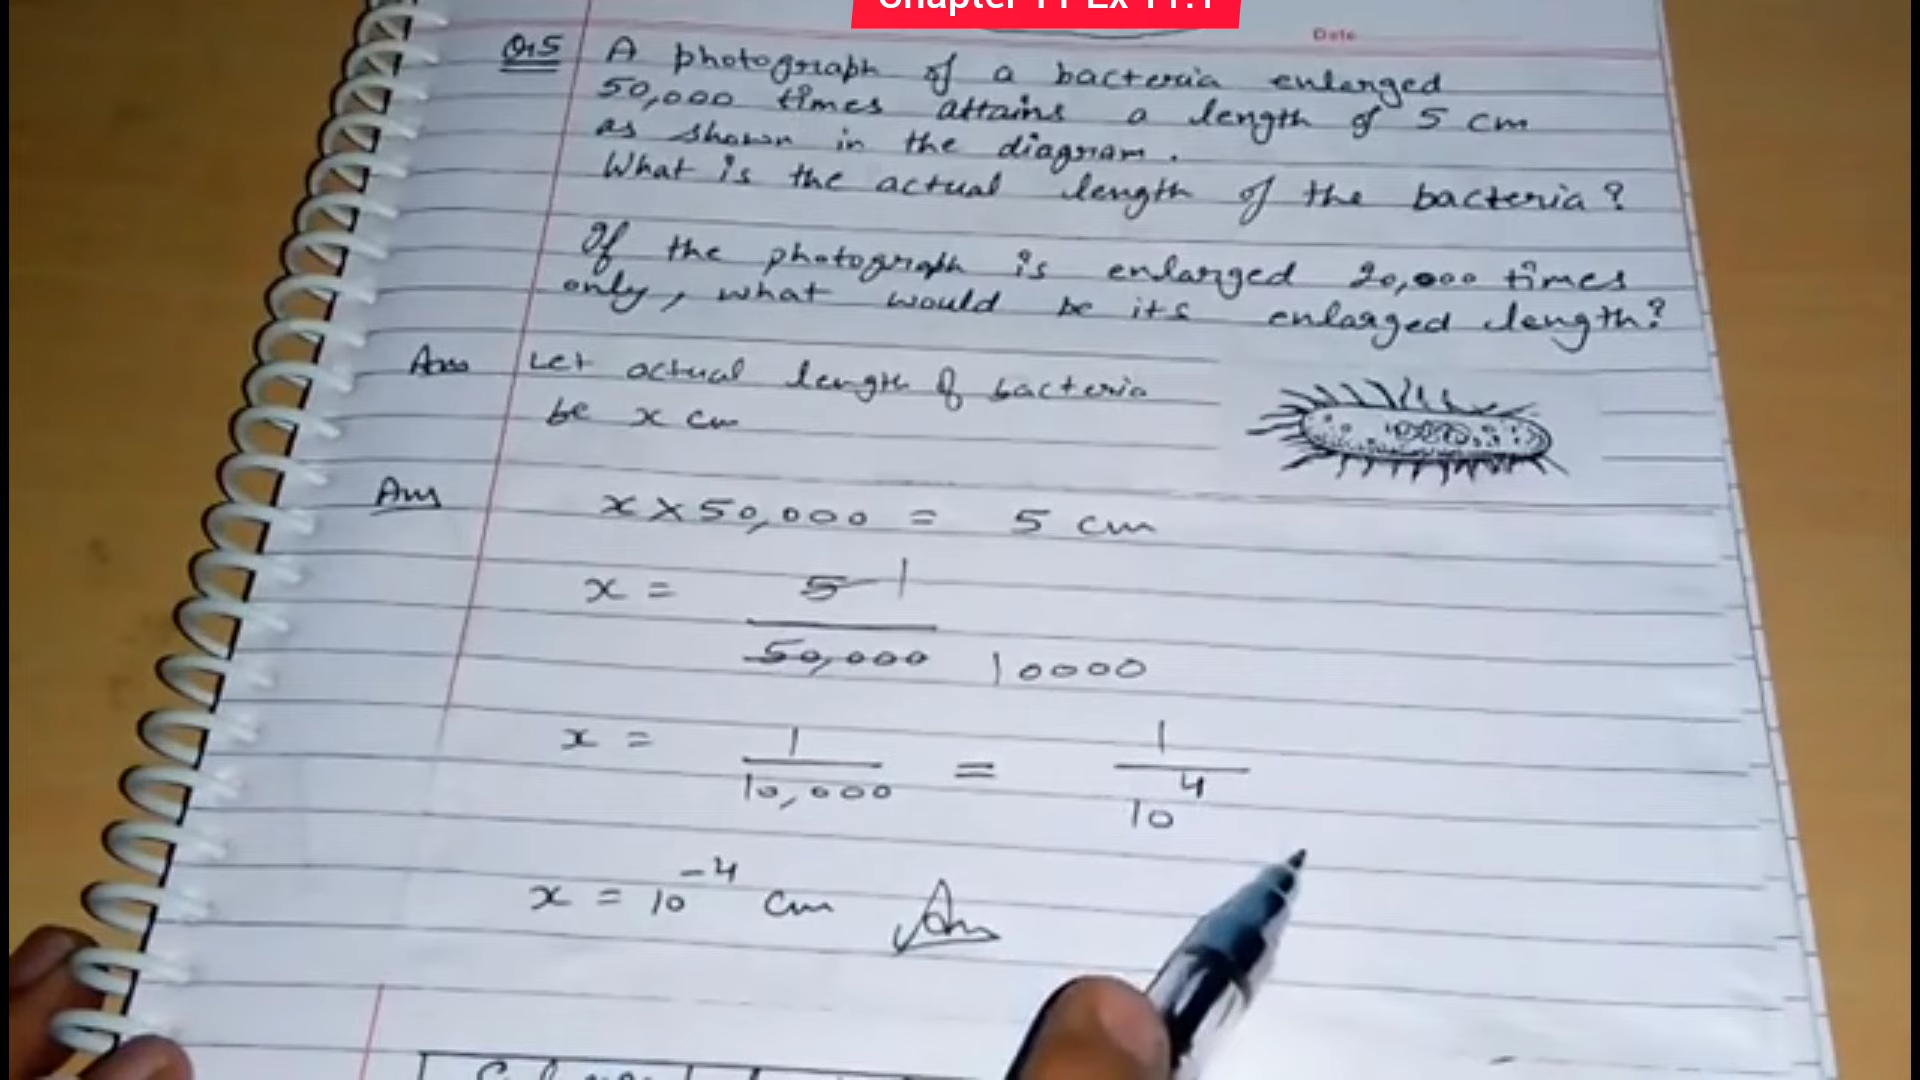 Chapter 11 Ex 11.1
Date
Q.5 A photograph of a bacteria enlarged
50,000 times attains a length of 5 cm
as shown in the diagram.
What is the actual length of the bacteria?
If the photograph is enlarged 20,000 times
only, what would be its enlarged length?
Ans Let actual length of bacteria
be x cm
Ans x × 50,000 = 5 cm
x = 5 1
50,000 10000
x = 1 = 1
10,000 10^4
x = 10^-4 cm Ans